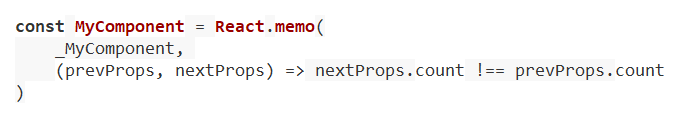 const MyComponent = React.memo(
    _MyComponent,
    (prevProps, nextProps) => nextProps.count !== prevProps.count
)